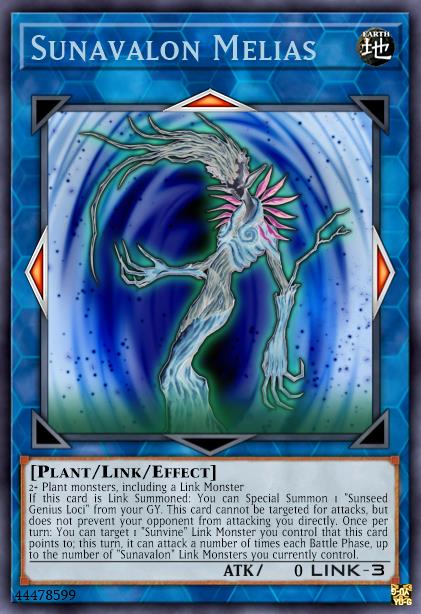 Sunavalon Melias
EARTH
地
[Plant/Link/Effect]
2+ Plant monsters, including a Link Monster
If this card is Link Summoned: You can Special Summon 1 "Sunseed
Genius Loci" from your GY. This card cannot be targeted for attacks, but
does not prevent your opponent from attacking you directly. Once per
turn: You can target 1 "Sunvine" Link Monster you control that this card
points to; this turn, it can attack a number of times each Battle Phase, up
to the number of "Sunavalon" Link Monsters you currently control.
ATK/ 0 LINK-3
44478599